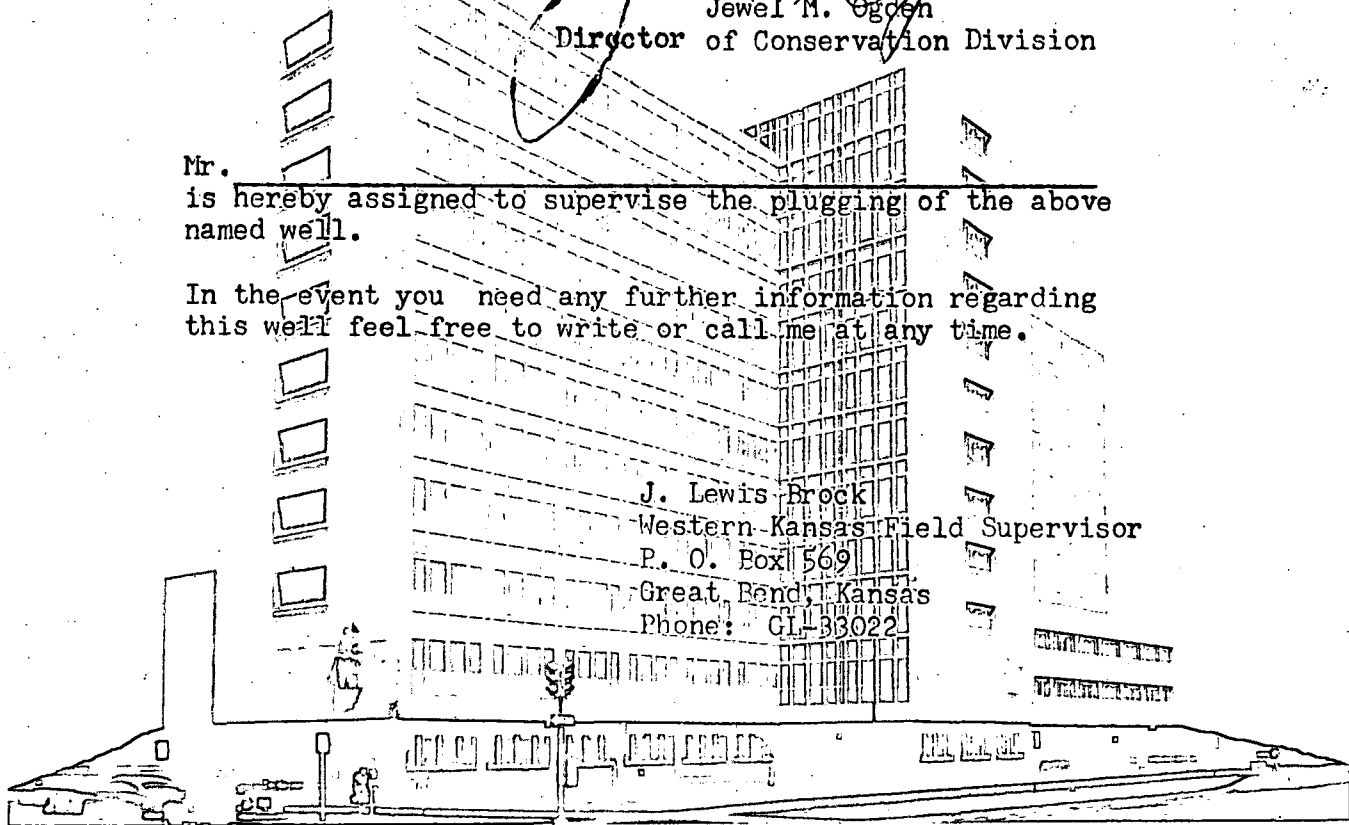 Jewel M. Ogden
Director of Conservation Division
Mr.
is hereby assigned to supervise the plugging of the above
named well.
In the event you need any further information regarding
this well feel free to write or call me at any time.
J. Lewis Brock
Western Kansas Field Supervisor
P. O. Box 569
Great Bend, Kansas
Phone: GL-33022